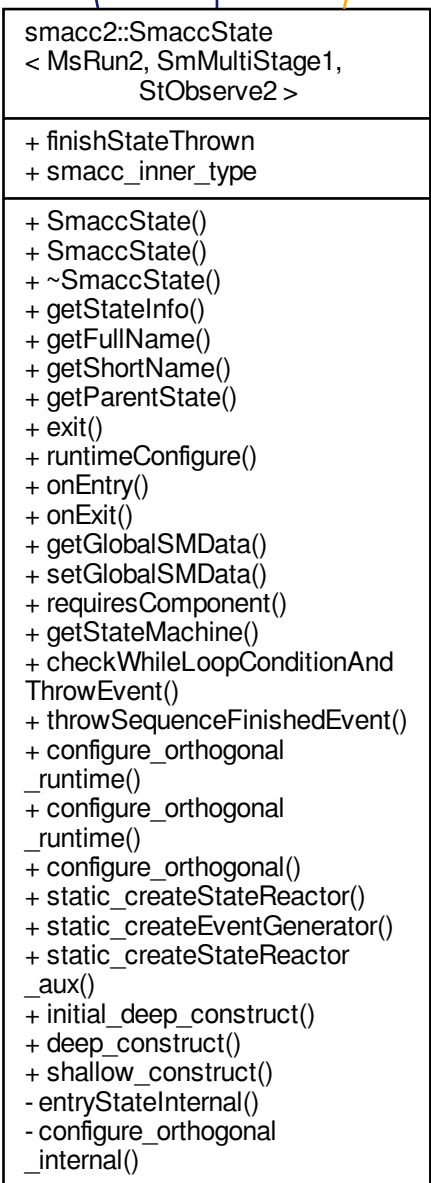 smacc2::SmaccState
< MsRun2, SmMultiStage1,
StObserve2 >
+ finishStateThrown
+ smacc_inner_type
+ SmaccState()
+ SmaccState()
+ ~SmaccState()
+ getStateInfo()
+ getFullName()
+ getShortName()
+ getParentState()
+ exit()
+ runtimeConfigure()
+ onEntry()
+ onExit()
+ getGlobalSMData()
+ setGlobalSMData()
+ requiresComponent()
+ getStateMachine()
+ checkWhileLoopConditionAnd
ThrowEvent()
+ throwSequenceFinishedEvent()
+ configure_orthogonal
_runtime()
+ configure_orthogonal
_runtime()
+ configure_orthogonal()
+ static_createStateReactor()
+ static_createEventGenerator()
+ static_createStateReactor
_aux()
+ initial_deep_construct()
+ deep_construct()
+ shallow_construct()
- entryStateInternal()
- configure_orthogonal
_internal()